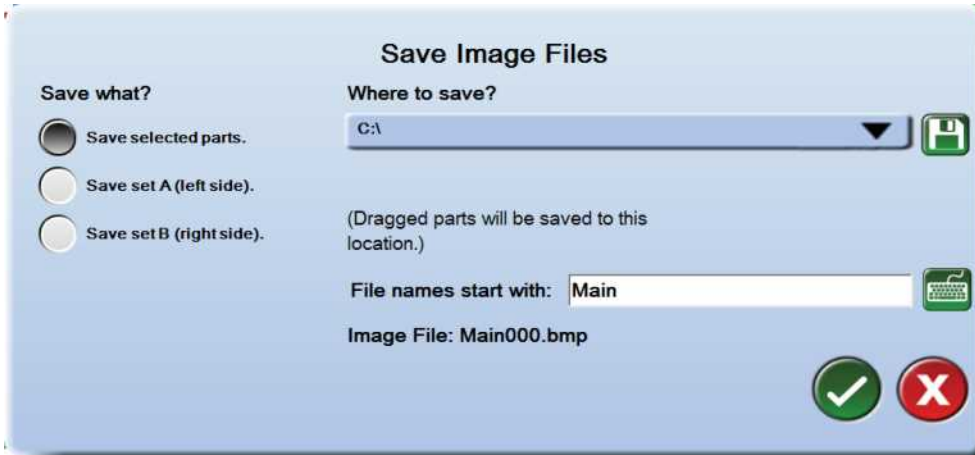 Save Image Files
Save what?
Where to save?
Save selected parts.
C:\
Save set A (left side).
Save set B (right side).
(Dragged parts will be saved to this
location.)
File names start with: Main
Image File: Main000.bmp